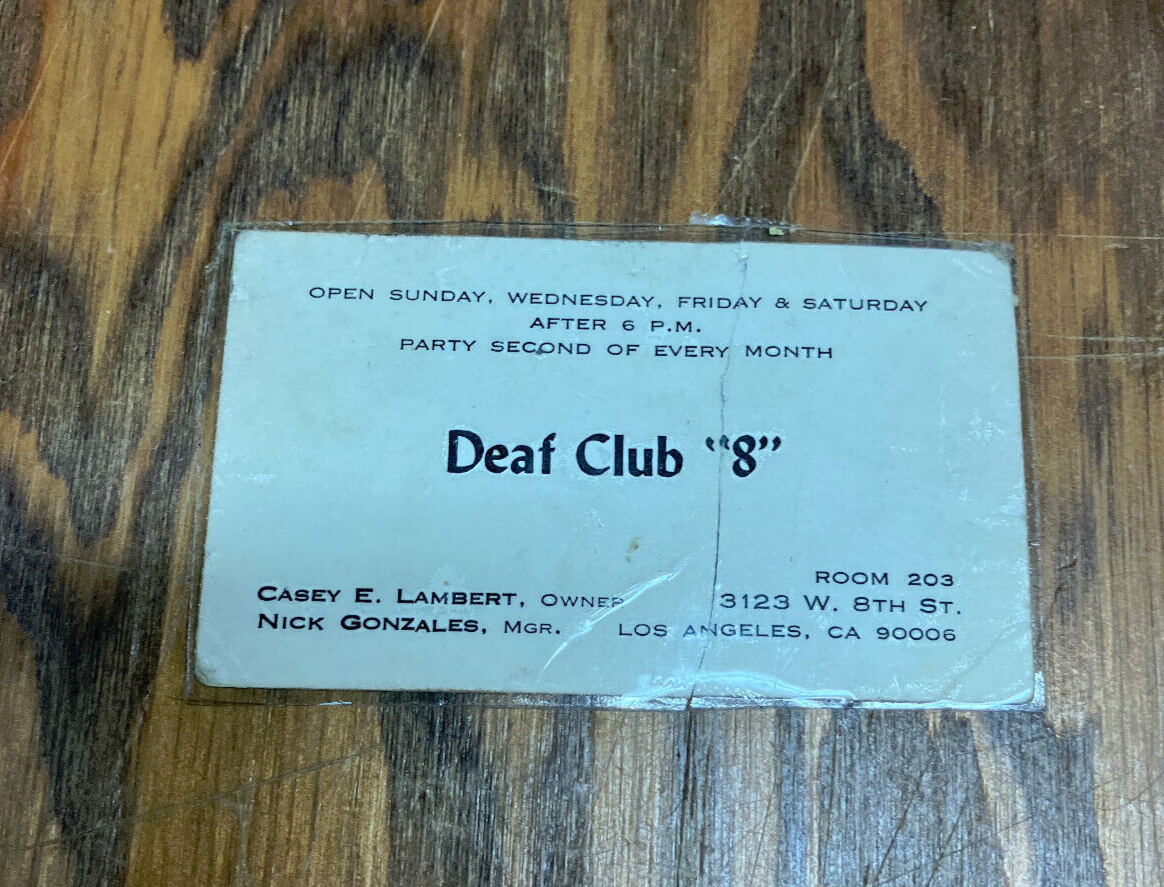 OPEN SUNDAY, WEDNESDAY, FRIDAY & SATURDAY
AFTER 6 P.M.
PARTY SECOND OF EVERY MONTH
Deaf Club “8”
ROOM 203
CASEY E. LAMBERT, OWNER 3123 W. 8TH ST.
NICK GONZALES, MGR. LOS ANGELES, CA 90006